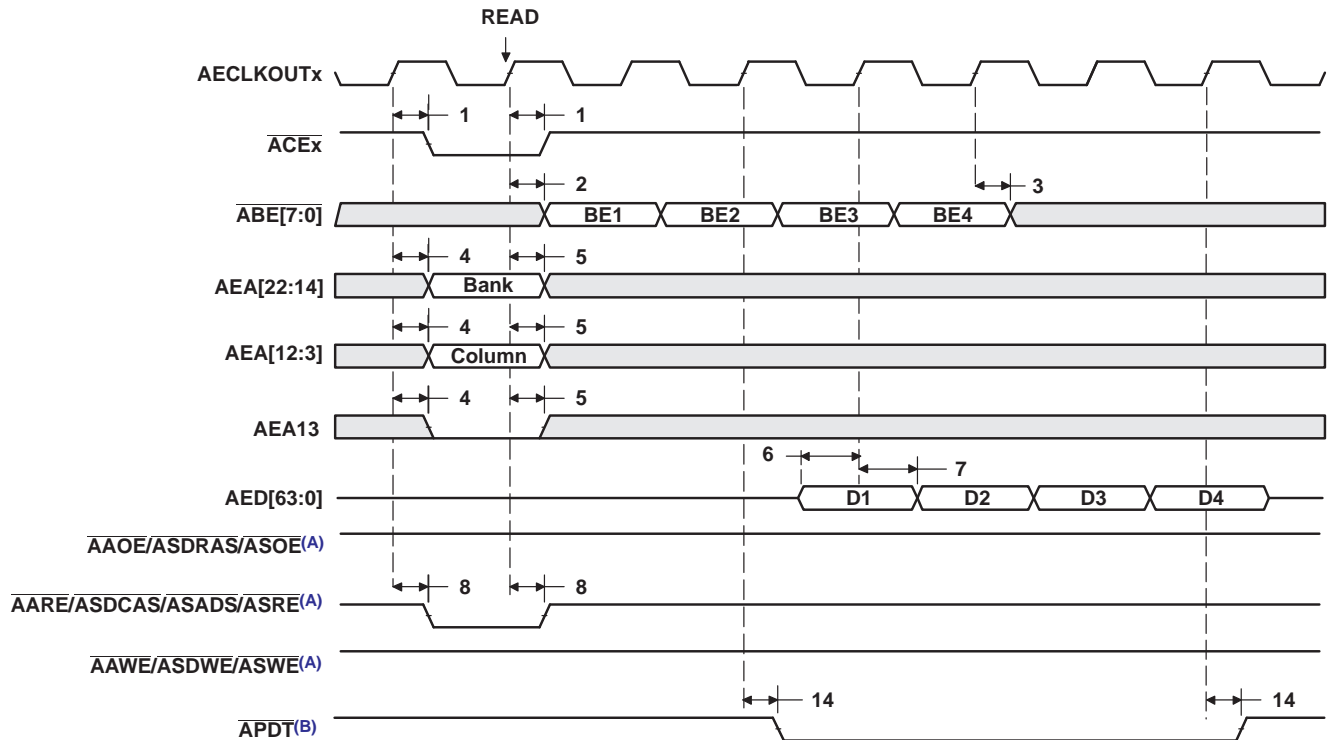 READ
AECLKOUTx
1 1
ACEx
2 3
ABE[7:0] BE1 BE2 BE3 BE4
4 5
AEA[22:14] Bank
4 5
AEA[12:3] Column
4 5
AEA13
6 7
AED[63:0] D1 D2 D3 D4
AAOE/ASDRAS/ASOE(A)
8 8
AARE/ASDCAS/ASADS/ASRE(A)
AAWE/ASDWE/ASWE(A)
14 14
APDT(B)